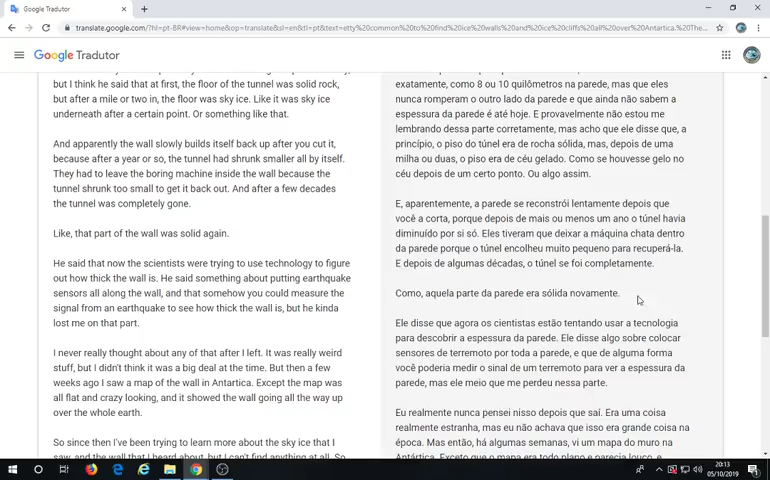 Google Tradutor
translate.google.com/?hl=pt-BR#view=home&op=translate&sl=en&tl=pt&text=etty%20common%20to%20find%20ice%20walls%20and%20ice%20cliffs%20all%20over%20Antartica.%20The...
Google Tradutor
but I think he said that at first, the floor of the tunnel was solid rock,
but after a mile or two in, the floor was sky ice. Like it was sky ice
underneath after a certain point. Or something like that.
And apparently the wall slowly builds itself back up after you cut it,
because after a year or so, the tunnel had shrunk smaller all by itself.
They had to leave the boring machine inside the wall because the
tunnel shrunk too small to get it back out. And after a few decades
the tunnel was completely gone.
Like, that part of the wall was solid again.
He said that now the scientists were trying to use technology to figure
out how thick the wall is. He said something about putting earthquake
sensors all along the wall, and that somehow you could measure the
signal from an earthquake to see how thick the wall is, but he kinda
lost me on that part.
I never really thought about any of that after I left. It was really weird
stuff, but I didn't think it was a big deal at the time. But then a few
weeks ago I saw a map of the wall in Antartica. Except the map was
all flat and crazy looking, and it showed the wall going all the way up
over the whole earth.
So since then I've been trying to learn more about the sky ice that I
saw, and the wall that I heard about, but I can't find anything at all. So
exatamente, como 8 ou 10 quilômetros na parede, mas que eles
nunca romperam o outro lado da parede e que ainda não sabem a
espessura da parede é até hoje. E provavelmente não estou me
lembrando dessa parte corretamente, mas acho que ele disse que, a
princípio, o piso do túnel era de rocha sólida, mas, depois de uma
milha ou duas, o piso era de céu gelado. Como se houvesse gelo no
céu depois de um certo ponto. Ou algo assim.
E, aparentemente, a parede se reconstrói lentamente depois que
você a corta, porque depois de mais ou menos um ano o túnel havia
diminuído por si só. Eles tiveram que deixar a máquina chata dentro
da parede porque o túnel encolheu muito pequeno para recuperá-la.
E depois de algumas décadas, o túnel se foi completamente.
Como, aquela parte da parede era sólida novamente.
Ele disse que agora os cientistas estão tentando usar a tecnologia
para descobrir a espessura da parede. Ele disse algo sobre colocar
sensores de terremoto por toda a parede, e que de alguma forma
você poderia medir o sinal de um terremoto para ver a espessura da
parede, mas ele meio que me perdeu nessa parte.
Eu realmente nunca pensei nisso depois que saí. Era uma coisa
realmente estranha, mas eu não achava que isso era grande coisa na
época. Mas então, há algumas semanas, vi um mapa do muro na
Antártica. Exceto que o mapa era todo plano e parecia louco, e
20:13
05/10/2019